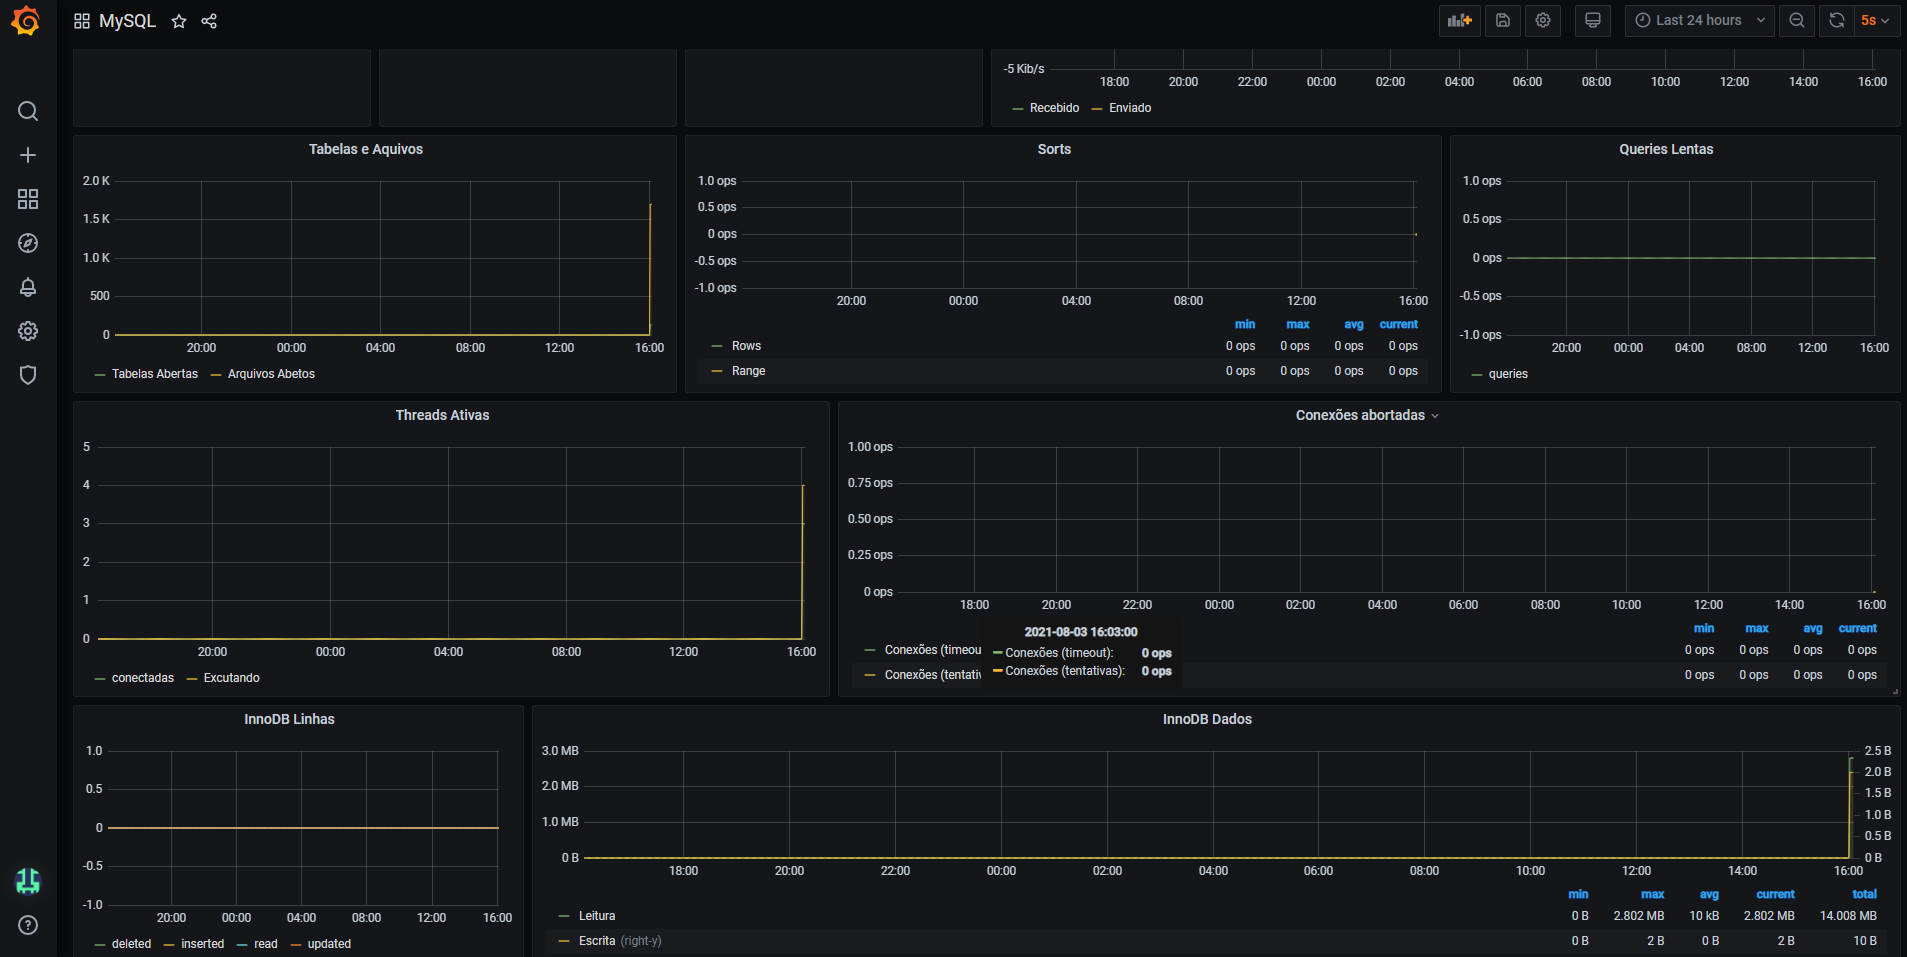 MySQL
Last 24 hours
5s
-5 Kib/s
18:00 20:00 22:00 00:00 02:00 04:00 06:00 08:00 10:00 12:00 14:00 16:00
Recebido Enviado
Tabelas e Aquivos
2.0 K
1.5 K
1.0 K
500
0
20:00 00:00 04:00 08:00 12:00 16:00
Tabelas Abertas Arquivos Abetos
Sorts
1.0 ops
0.5 ops
0 ops
-0.5 ops
-1.0 ops
20:00 00:00 04:00 08:00 12:00 16:00
min max avg current
Rows 0 ops 0 ops 0 ops 0 ops
Range 0 ops 0 ops 0 ops 0 ops
Queries Lentas
1.0 ops
0.5 ops
0 ops
-0.5 ops
-1.0 ops
20:00 00:00 04:00 08:00 12:00 16:00
queries
Threads Ativas
5
4
3
2
1
0
20:00 00:00 04:00 08:00 12:00 16:00
conectadas Excutando
Conexões abortadas
1.00 ops
0.75 ops
0.50 ops
0.25 ops
0 ops
18:00 20:00 22:00 00:00 02:00 04:00 06:00 08:00 10:00 12:00 14:00 16:00
min max avg current
Conexões (timeou 0 ops 0 ops 0 ops 0 ops
Conexões (tentativ 0 ops 0 ops 0 ops 0 ops
2021-08-03 16:03:00
Conexões (timeout): 0 ops
Conexões (tentativas): 0 ops
InnoDB Linhas
1.0
0.5
0
-0.5
-1.0
20:00 00:00 04:00 08:00 12:00 16:00
deleted inserted read updated
InnoDB Dados
3.0 MB
2.0 MB
1.0 MB
0 B
2.5 B
2.0 B
1.5 B
1.0 B
0.5 B
0 B
18:00 20:00 22:00 00:00 02:00 04:00 06:00 08:00 10:00 12:00 14:00 16:00
min max avg current total
Leitura 0 B 2.802 MB 10 kB 2.802 MB 14.008 MB
Escrita (right-y) 0 B 2 B 0 B 2 B 10 B